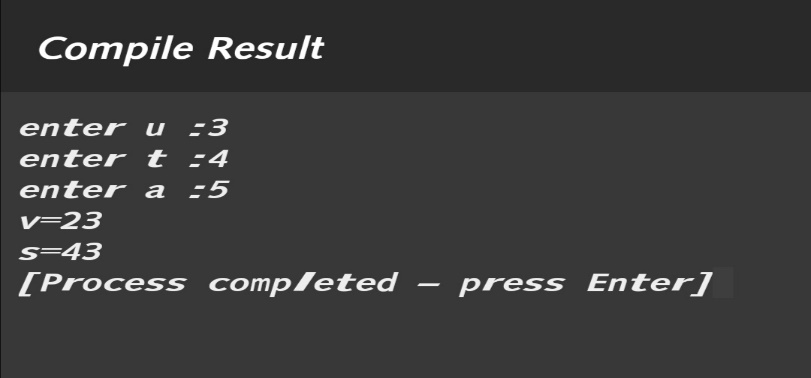 Compile Result
enter u :3
enter t :4
enter a :5
v=23
s=43
[Process completed – press Enter]